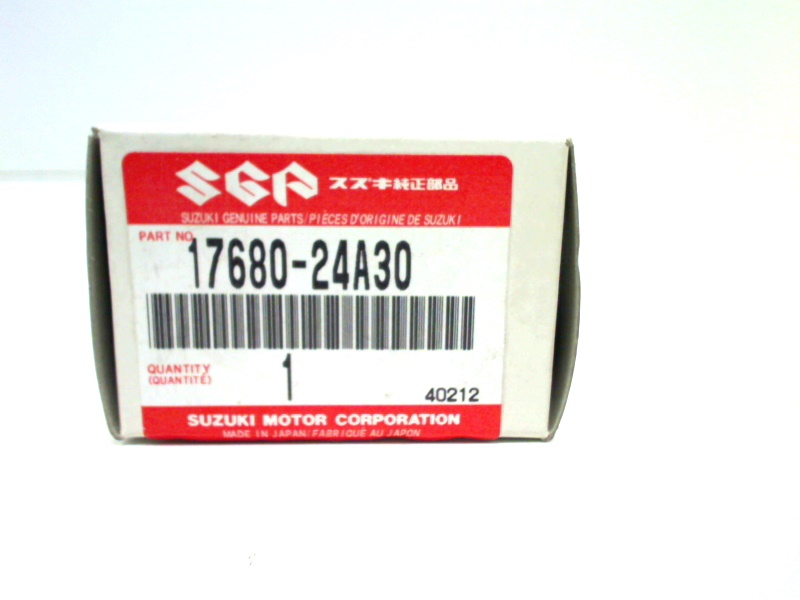 SGP スズキ純正部品
SUZUKI GENUINE PARTS/PIÈCES D'ORIGINE DE SUZUKI
PART NO.
17680-24A30
QUANTITY 1
(QUANTITÉ) 40212
SUZUKI MOTOR CORPORATION
MADE IN JAPAN/FABRIQUÉ AU JAPON